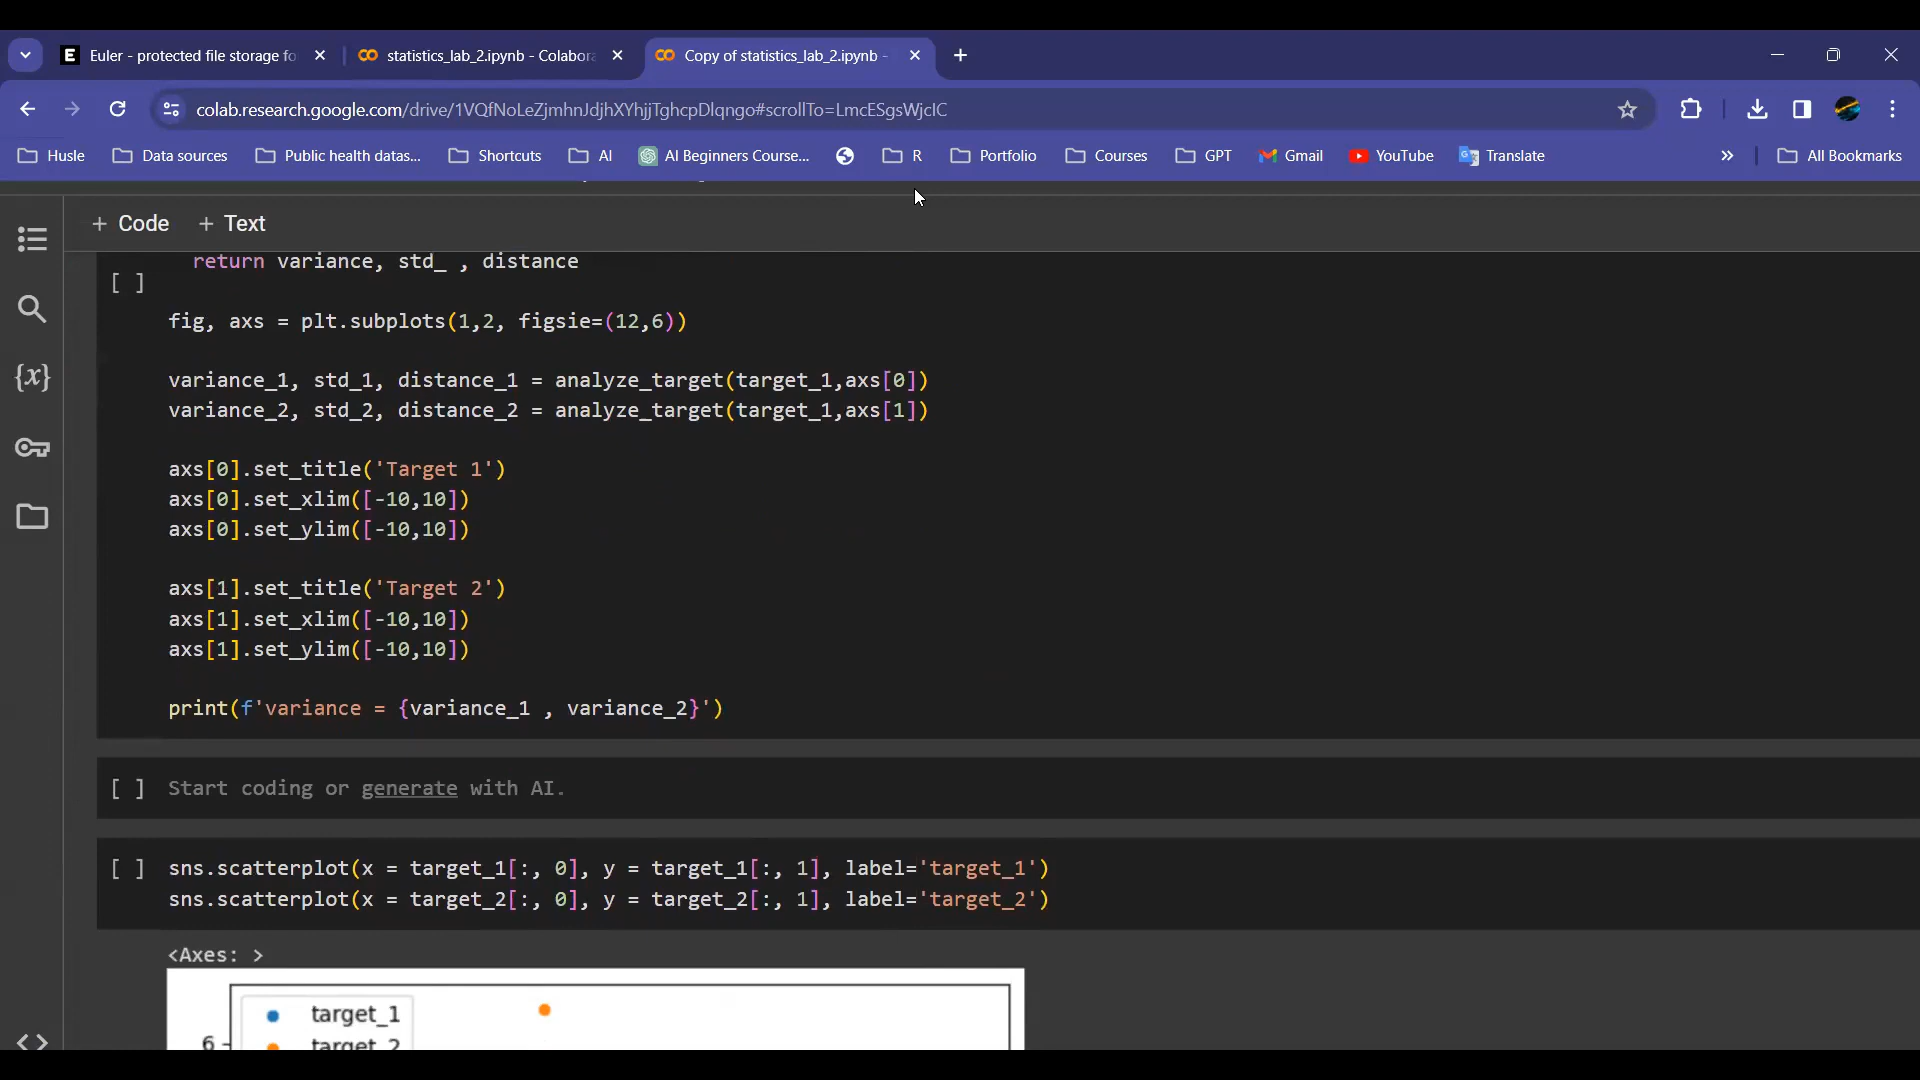 Euler - protected file storage fo
statistics_lab_2.ipynb - Colabora
Copy of statistics_lab_2.ipynb -
colab.research.google.com/drive/1VQfNoLeZjmhnJdjhXYhjjTghcpDlqngo#scrollTo=LmcESgsWjcIC
Husle
Data sources
Public health datas...
Shortcuts
AI
AI Beginners Course...
R
Portfolio
Courses
GPT
Gmail
YouTube
Translate
»
All Bookmarks
+ Code + Text
return variance, std_ , distance
[ ]
fig, axs = plt.subplots(1,2, figsie=(12,6))
variance_1, std_1, distance_1 = analyze_target(target_1,axs[0])
variance_2, std_2, distance_2 = analyze_target(target_1,axs[1])
axs[0].set_title('Target 1')
axs[0].set_xlim([-10,10])
axs[0].set_ylim([-10,10])
axs[1].set_title('Target 2')
axs[1].set_xlim([-10,10])
axs[1].set_ylim([-10,10])
print(f'variance = {variance_1 , variance_2}')
[ ] Start coding or generate with AI.
[ ] sns.scatterplot(x = target_1[:, 0], y = target_1[:, 1], label='target_1')
sns.scatterplot(x = target_2[:, 0], y = target_2[:, 1], label='target_2')
<Axes: >
target_1
6
target_2